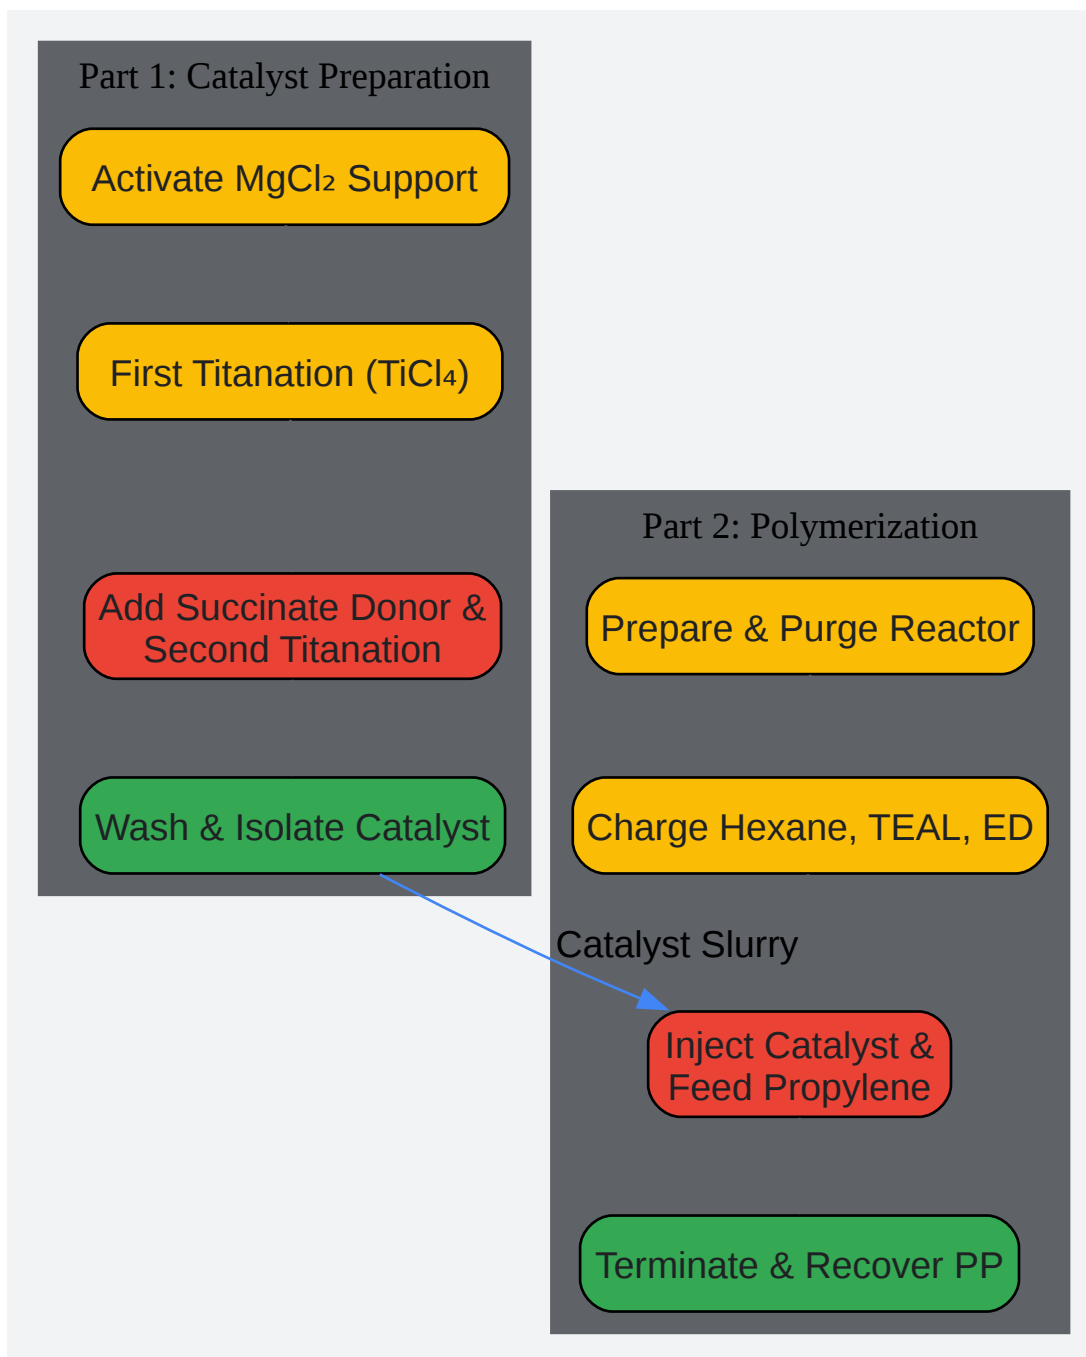 Part 1: Catalyst Preparation
Activate MgCl₂ Support
First Titanation (TiCl₄)
Add Succinate Donor &
Second Titanation
Wash & Isolate Catalyst
Part 2: Polymerization
Prepare & Purge Reactor
Charge Hexane, TEAL, ED
Catalyst Slurry
Inject Catalyst &
Feed Propylene
Terminate & Recover PP